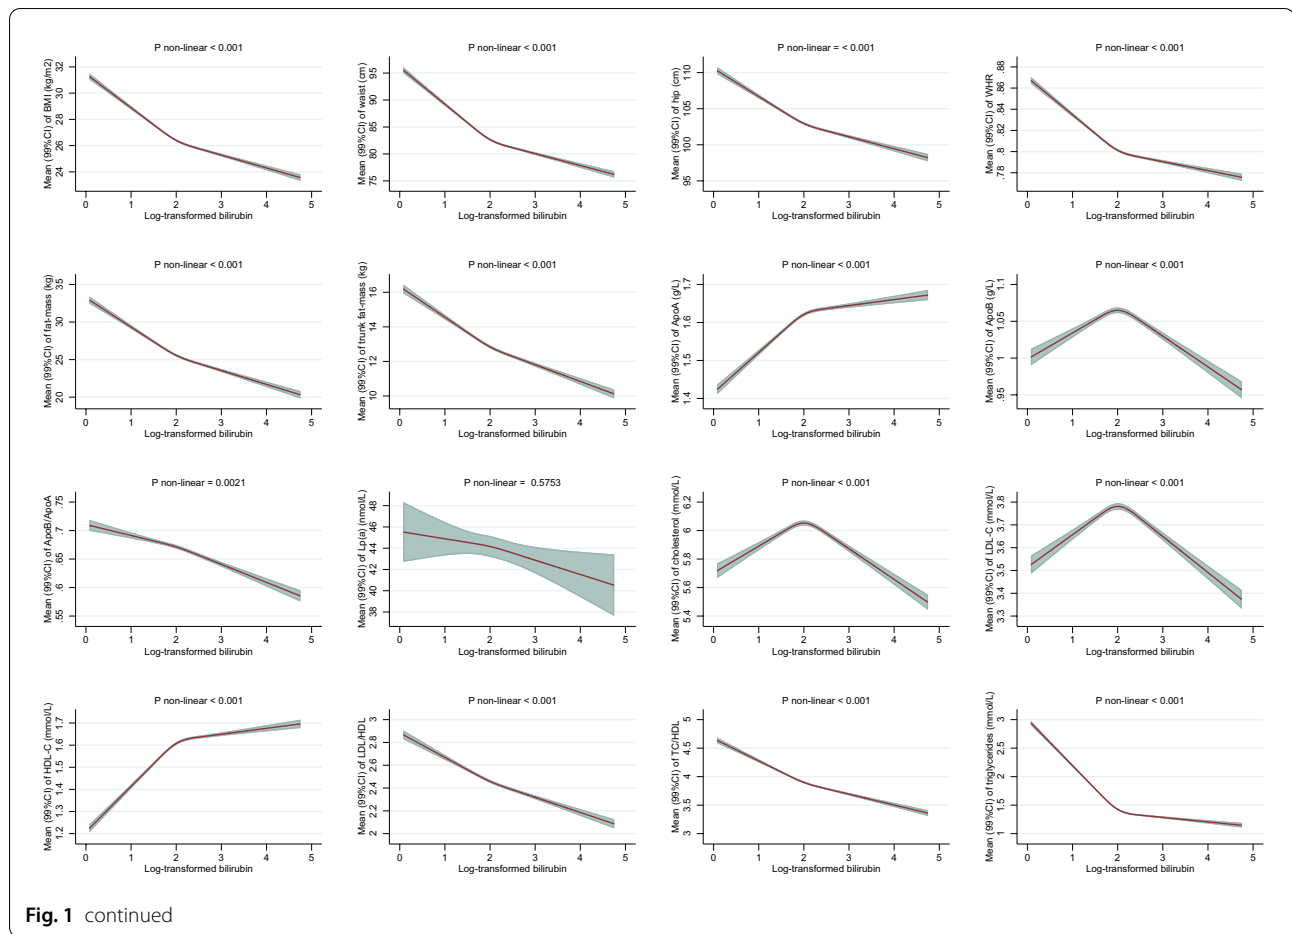 P non-linear < 0.001
Mean (99%CI) of BMI (kg/m2)
32
30
28
26
24
0 1 2 3 4 5
Log-transformed bilirubin
P non-linear < 0.001
Mean (99%CI) of waist (cm)
95
90
85
80
75
0 1 2 3 4 5
Log-transformed bilirubin
P non-linear = < 0.001
Mean (99%CI) of hip (cm)
110
105
100
95
0 1 2 3 4 5
Log-transformed bilirubin
P non-linear < 0.001
Mean (99%CI) of WHR
.88
.86
.84
.82
.8
.78
0 1 2 3 4 5
Log-transformed bilirubin
P non-linear < 0.001
Mean (99%CI) of fat-mass (kg)
35
30
25
20
0 1 2 3 4 5
Log-transformed bilirubin
P non-linear < 0.001
Mean (99%CI) of trunk fat-mass (kg)
16
14
12
10
0 1 2 3 4 5
Log-transformed bilirubin
P non-linear < 0.001
Mean (99%CI) of ApoA (g/L)
1.7
1.6
1.5
1.4
0 1 2 3 4 5
Log-transformed bilirubin
P non-linear < 0.001
Mean (99%CI) of ApoB (g/L)
1.1
1.05
1
.95
0 1 2 3 4 5
Log-transformed bilirubin
P non-linear = 0.0021
Mean (99%CI) of ApoB/ApoA
.75
.7
.65
.6
.55
0 1 2 3 4 5
Log-transformed bilirubin
P non-linear = 0.5753
Mean (99%CI) of Lp(a) (nmol/L)
48
46
44
42
40
38
0 1 2 3 4 5
Log-transformed bilirubin
P non-linear < 0.001
Mean (99%CI) of cholesterol (mmol/L)
6.2
6
5.8
5.6
5.4
0 1 2 3 4 5
Log-transformed bilirubin
P non-linear < 0.001
Mean (99%CI) of LDL-C (mmol/L)
3.8
3.7
3.6
3.5
3.4
3.3
0 1 2 3 4 5
Log-transformed bilirubin
P non-linear < 0.001
Mean (99%CI) of HDL-C (mmol/L)
1.7
1.6
1.5
1.4
1.3
1.2
0 1 2 3 4 5
Log-transformed bilirubin
P non-linear < 0.001
Mean (99%CI) of LDL/HDL
3
2.8
2.6
2.4
2.2
2
0 1 2 3 4 5
Log-transformed bilirubin
P non-linear < 0.001
Mean (99%CI) of TC/HDL
5
4.5
4
3.5
3
0 1 2 3 4 5
Log-transformed bilirubin
P non-linear < 0.001
Mean (99%CI) of triglycerides (mmol/L)
3
2.5
2
1.5
1
0 1 2 3 4 5
Log-transformed bilirubin
Fig. 1 continued